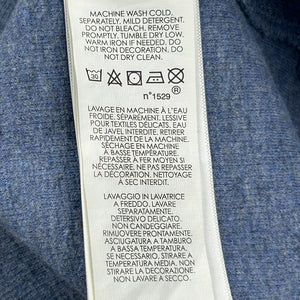 MACHINE WASH COLD,
SEPARATELY. MILD DETERGENT.
DO NOT BLEACH. REMOVE
PROMPTLY. TUMBLE DRY LOW.
WARM IRON IF NEEDED. DO
NOT IRON DECORATION. DO
NOT DRY CLEAN.
30
®
n°1529
LAVAGE EN MACHINE À L'EAU
FROIDE, SÉPARÉMENT. LESSIVE
POUR TEXTILES DÉLICATS. EAU
DE JAVEL INTERDITE. RETIRER
RAPIDEMENT.
SÉCHAGE EN MACHINE
À BASSE TEMPÉRATURE.
REPASSER À FER MOYEN SI
NÉCESSAIRE. NE PAS REPASSER
LA DÉCORATION. NETTOYAGE
À SEC INTERDIT.
LAVAGGIO IN LAVATRICE
A FREDDO. LAVARE
SEPARATAMENTE.
DETERSIVO DELICATO.
NON CANDEGGIARE.
RIMUOVERE PRONTAMENTE.
ASCIUGATURA A TAMBURO
A BASSA TEMPERATURA.
SE NECESSARIO, STIRARE A
TEMPERATURA MEDIA. NON
STIRARE LA DECORAZIONE.
NON LAVARE A SECCO.